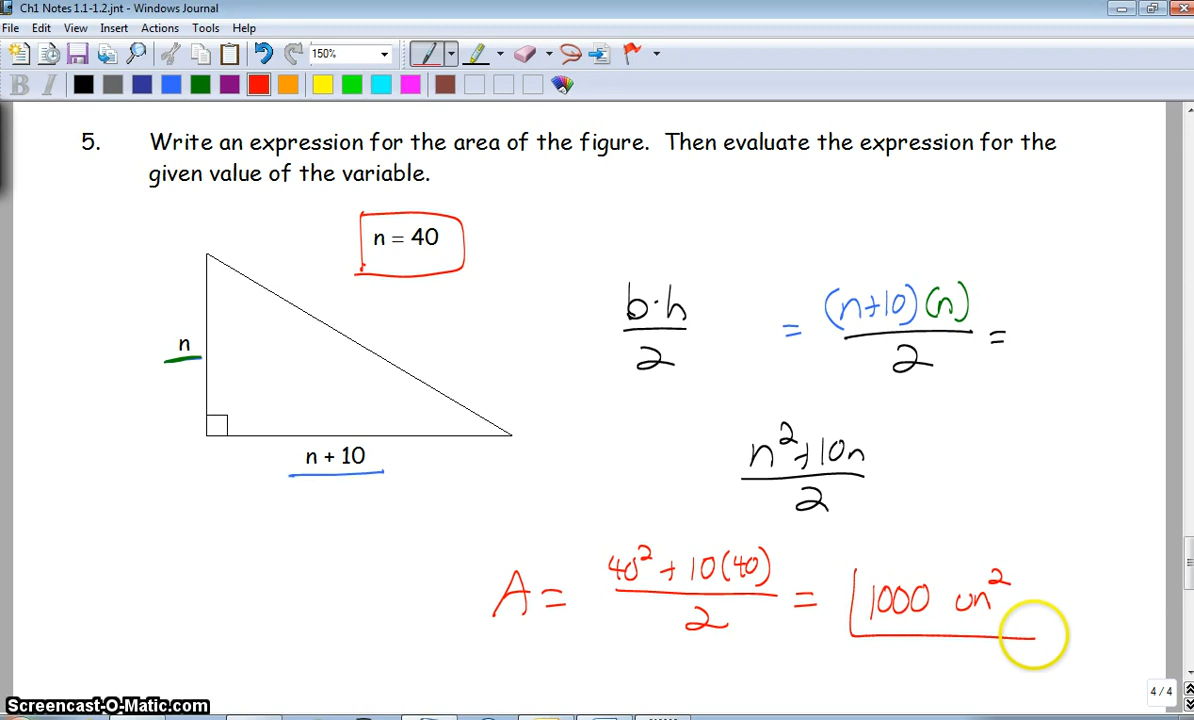 Ch1 Notes 1.1-1.2.jnt - Windows Journal
File Edit View Insert Actions Tools Help
150%
B I
5. Write an expression for the area of the figure. Then evaluate the expression for the
given value of the variable.
n = 40
b·h
2
= (n+10)(n)
2
=
n
n + 10
n²+10n
2
A = 40² + 10(40)
2
= 1000 un²
4 / 4
Screencast-O-Matic.com